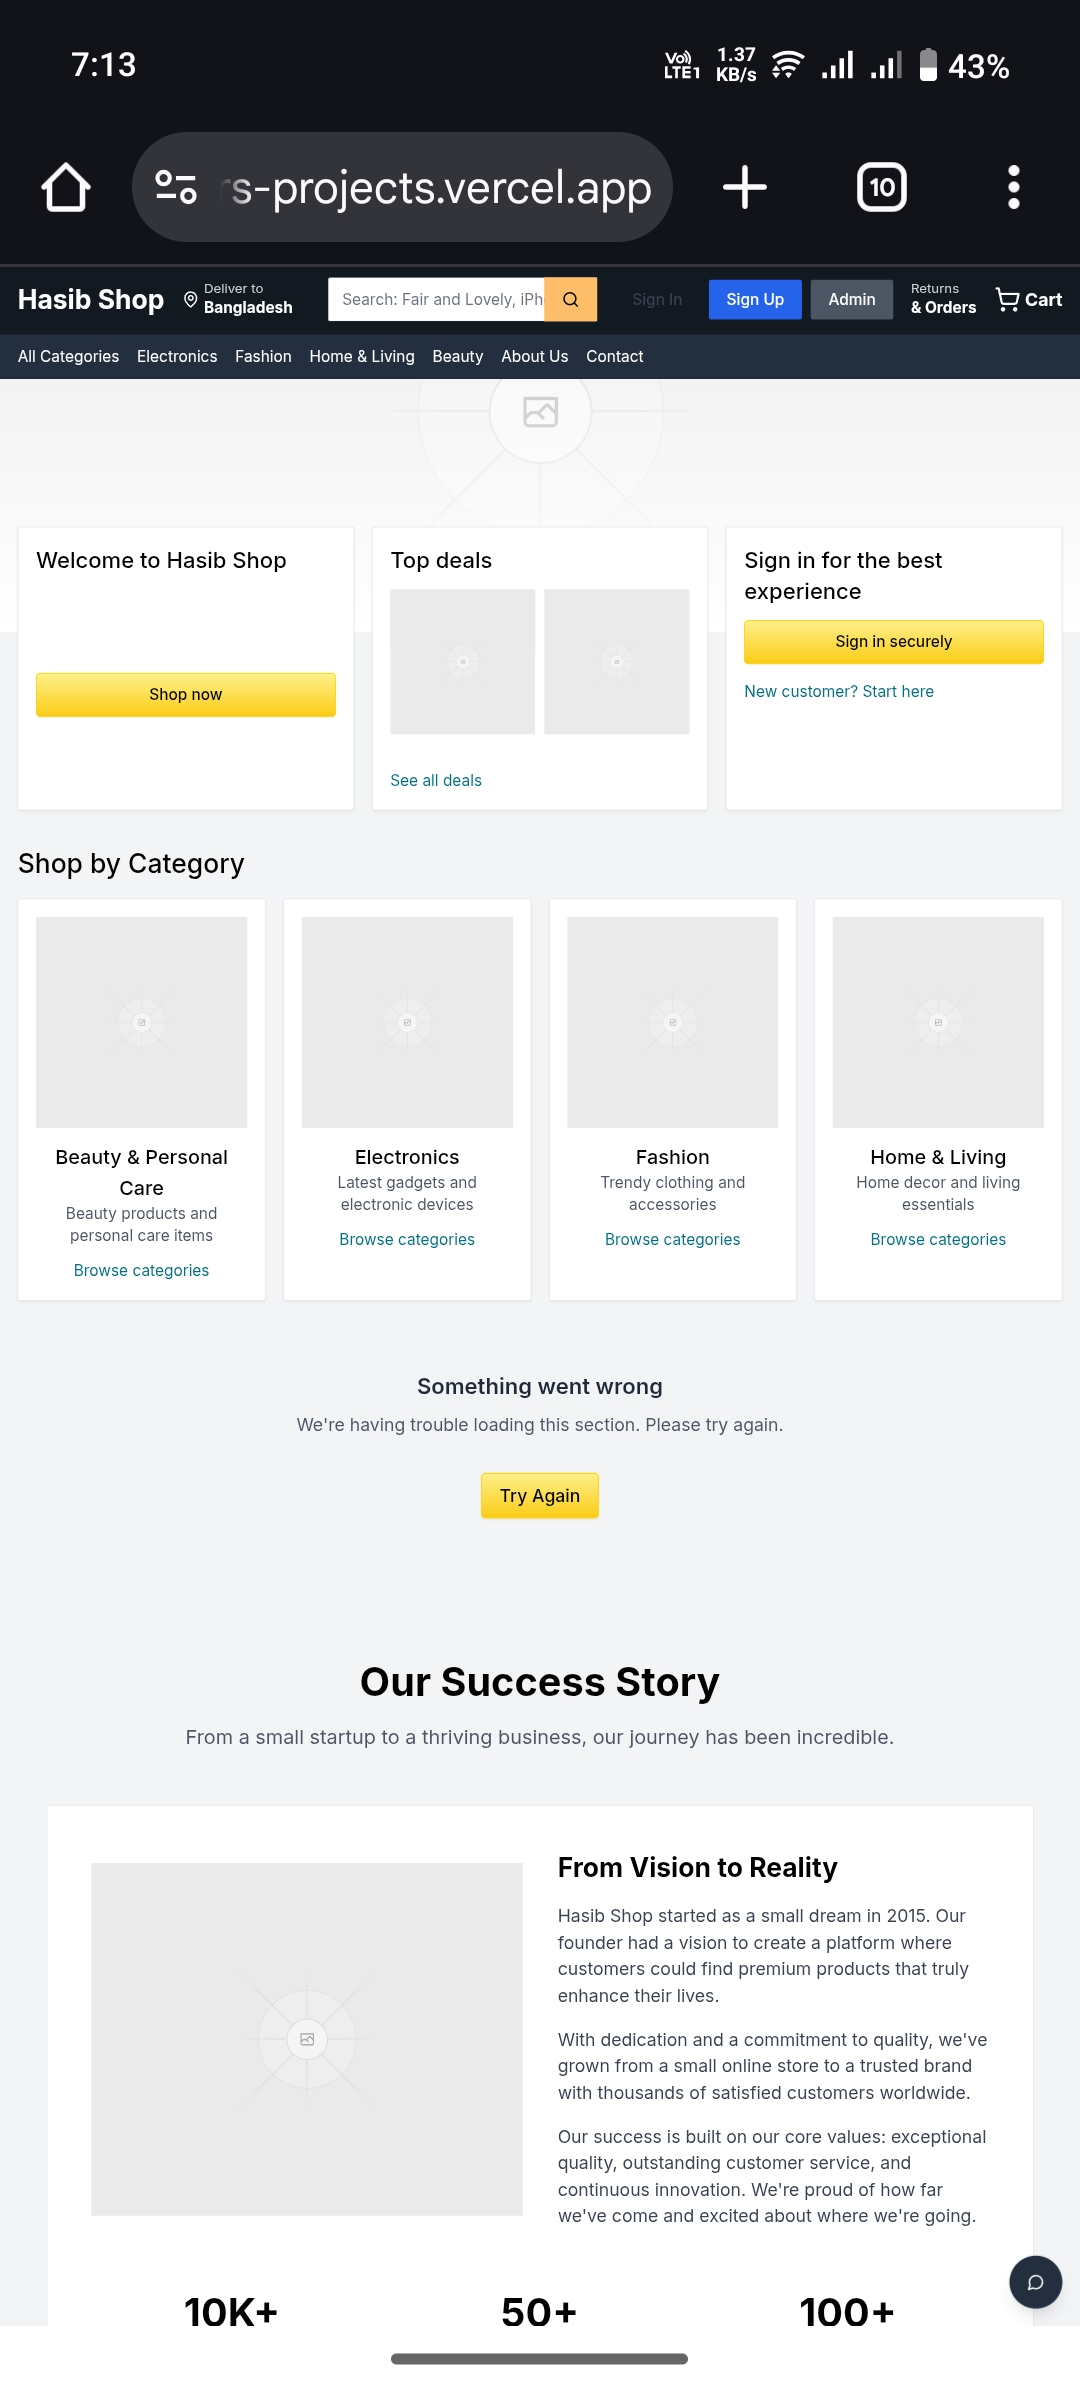 7:13
Vo)) LTE1
1.37 KB/s
43%
s-projects.vercel.app
10
Hasib Shop
Deliver to
Bangladesh
Search: Fair and Lovely, iPh
Sign In
Sign Up
Admin
Returns
& Orders
Cart
All Categories Electronics Fashion Home & Living Beauty About Us Contact
Welcome to Hasib Shop
Shop now
Top deals
See all deals
Sign in for the best
experience
Sign in securely
New customer? Start here
Shop by Category
Beauty & Personal
Care
Beauty products and
personal care items
Browse categories
Electronics
Latest gadgets and
electronic devices
Browse categories
Fashion
Trendy clothing and
accessories
Browse categories
Home & Living
Home decor and living
essentials
Browse categories
Something went wrong
We're having trouble loading this section. Please try again.
Try Again
Our Success Story
From a small startup to a thriving business, our journey has been incredible.
From Vision to Reality
Hasib Shop started as a small dream in 2015. Our
founder had a vision to create a platform where
customers could find premium products that truly
enhance their lives.
With dedication and a commitment to quality, we've
grown from a small online store to a trusted brand
with thousands of satisfied customers worldwide.
Our success is built on our core values: exceptional
quality, outstanding customer service, and
continuous innovation. We're proud of how far
we've come and excited about where we're going.
10K+ 50+ 100+